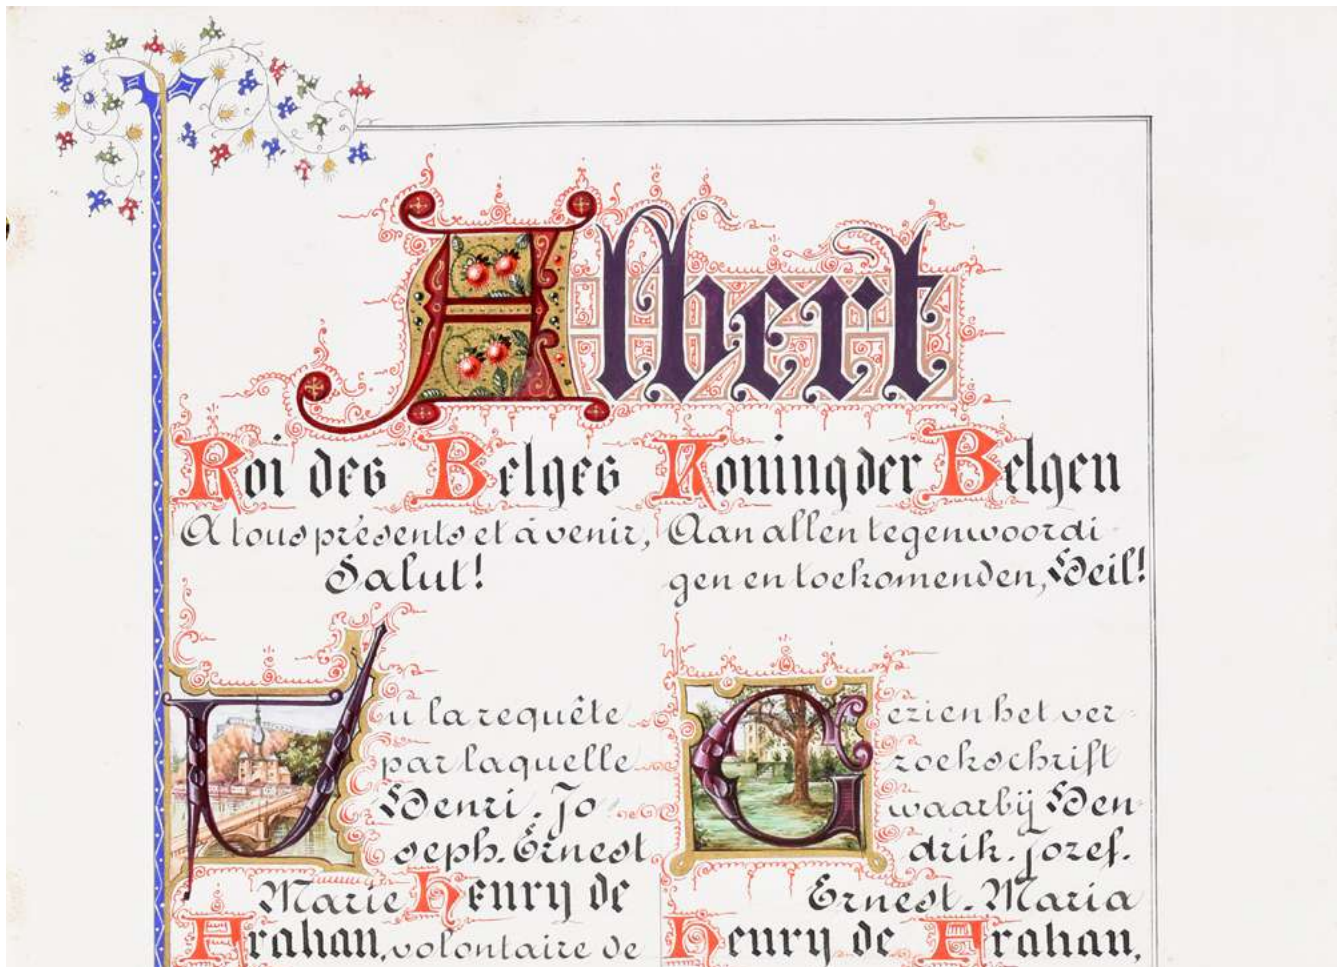 Albert
Roi des Belges
A tous présents et à venir,
Salut!
Vu la requête
par laquelle
Henri. Jo
seph. Ernest
Marie Henry de
Frahan, volontaire de
Koning der Belgen
Aan allen tegenwoordi-
gen en toekomenden, Heil!
Gezien het ver-
zoekschrift
waarbij Hen
drik. Jozef.
Ernest. Maria
Henry de Frahan,